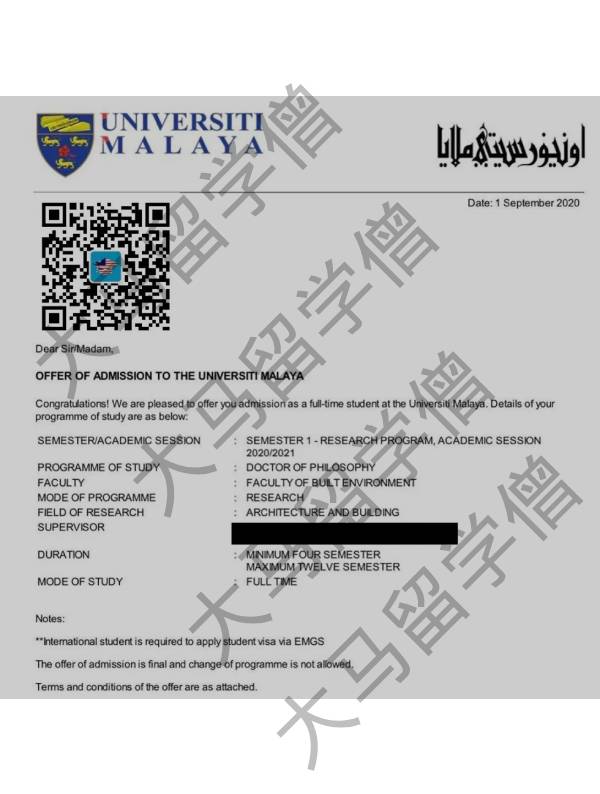 UNIVERSITI
MALAYA
اونيۏرسيتي ملايا
Date: 1 September 2020
Dear Sir/Madam,
OFFER OF ADMISSION TO THE UNIVERSITI MALAYA
Congratulations! We are pleased to offer you admission as a full-time student at the Universiti Malaya. Details of your
programme of study are as below:
SEMESTER/ACADEMIC SESSION : SEMESTER 1 - RESEARCH PROGRAM, ACADEMIC SESSION
2020/2021
PROGRAMME OF STUDY : DOCTOR OF PHILOSOPHY
FACULTY : FACULTY OF BUILT ENVIRONMENT
MODE OF PROGRAMME : RESEARCH
FIELD OF RESEARCH : ARCHITECTURE AND BUILDING
SUPERVISOR
DURATION : MINIMUM FOUR SEMESTER
MAXIMUM TWELVE SEMESTER
MODE OF STUDY : FULL TIME
Notes:
**International student is required to apply student visa via EMGS
The offer of admission is final and change of programme is not allowed.
Terms and conditions of the offer are as attached.
大马留学僧
大马留学僧
大马留学僧
大马留学僧